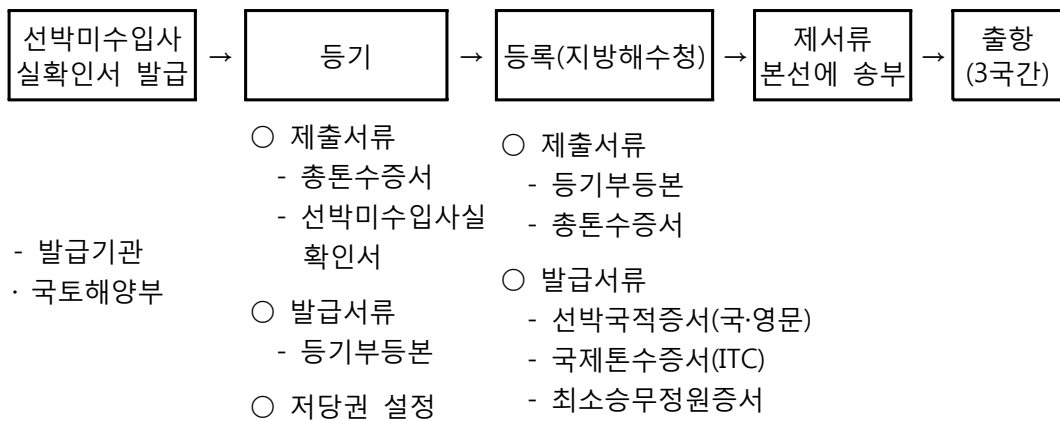 선박미수입사
실확인서 발급
→
등기
→
등록(지방해수청)
→
제서류
본선에 송부
→
출항
(3국간)
- 발급기관
· 국토해양부
○ 제출서류
- 총톤수증서
- 선박미수입사실
확인서
○ 발급서류
- 등기부등본
○ 저당권 설정
○ 제출서류
- 등기부등본
- 총톤수증서
○ 발급서류
- 선박국적증서(국·영문)
- 국제톤수증서(ITC)
- 최소승무정원증서